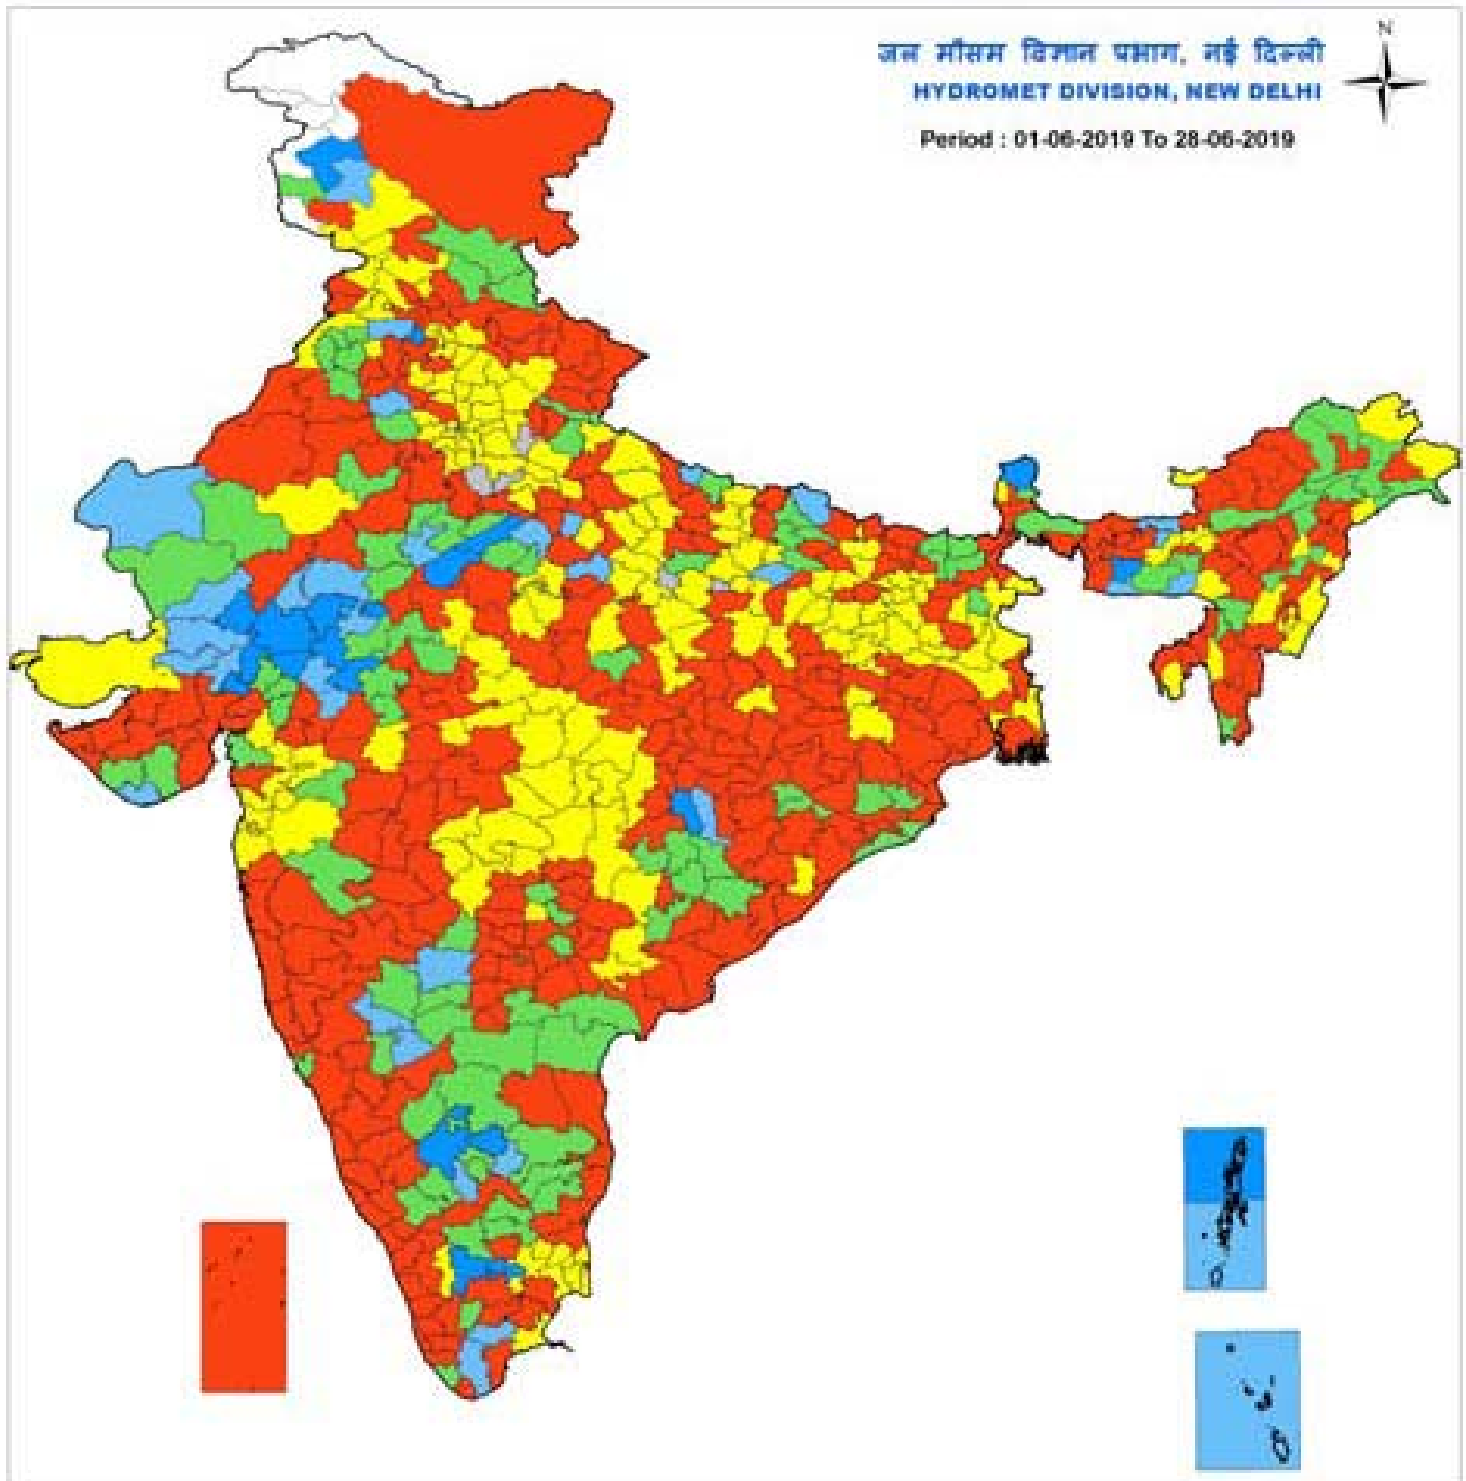 जल मौसम विज्ञान प्रभाग, नई दिल्ली
N
HYDROMET DIVISION, NEW DELHI
Period : 01-06-2019 To 28-06-2019